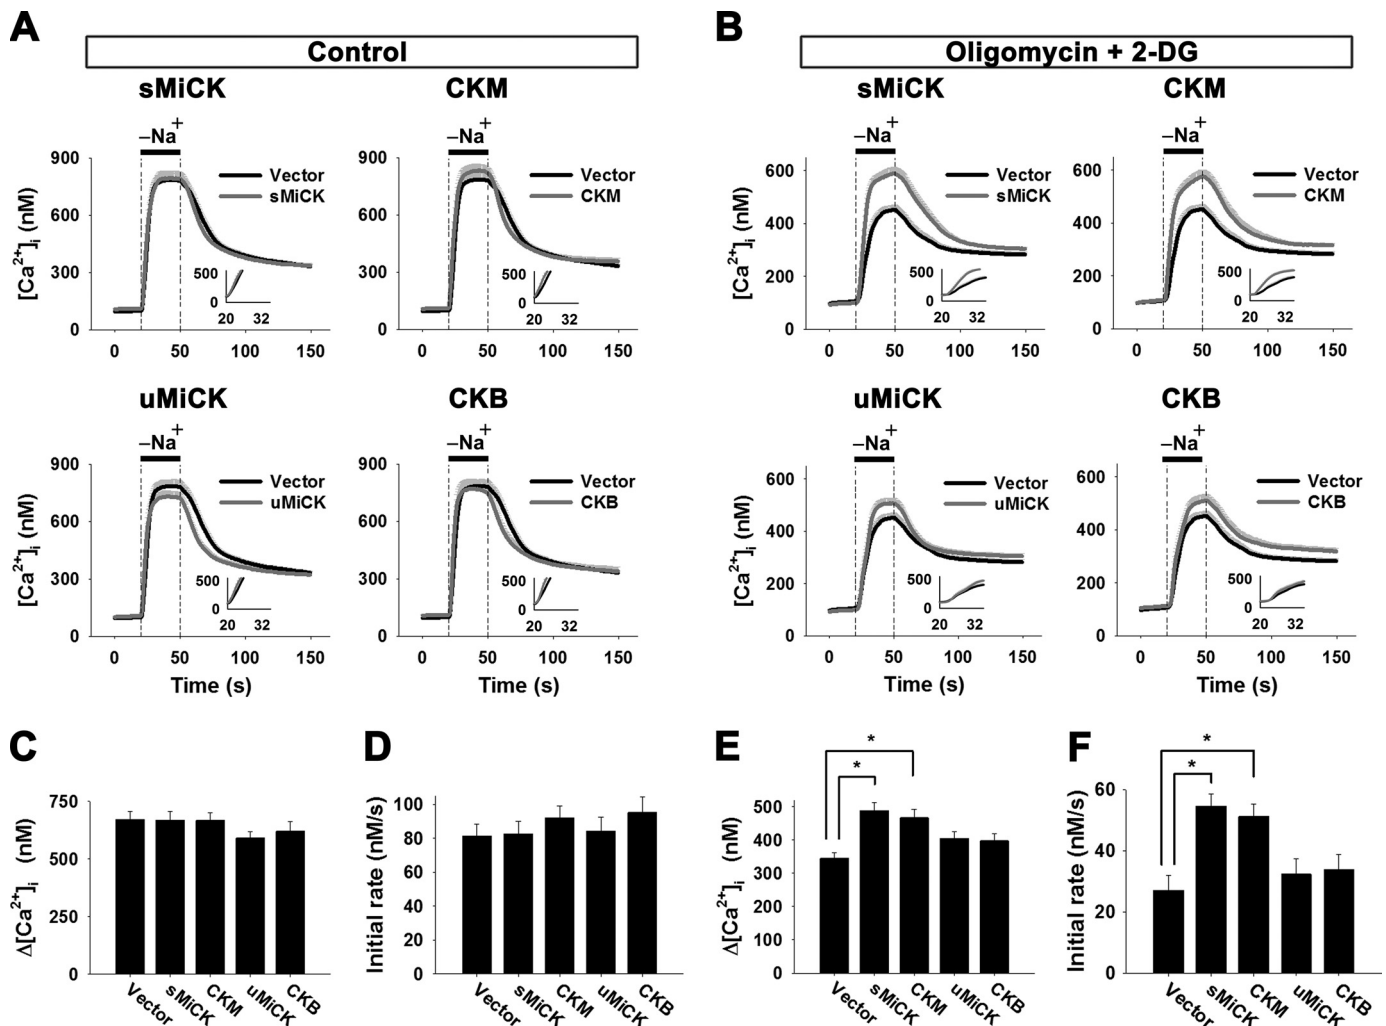 A
B
Control
Oligomycin + 2-DG
sMiCK
CKM
sMiCK
CKM
–Na+
–Na+
–Na+
–Na+
900
600
300
0
[Ca2+]i (nM)
Vector
sMiCK
500
0
20 32
0 50 100 150
900
600
300
0
Vector
CKM
500
0
20 32
0 50 100 150
600
400
200
0
[Ca2+]i (nM)
Vector
sMiCK
500
0
20 32
0 50 100 150
600
400
200
0
Vector
CKM
500
0
20 32
0 50 100 150
uMiCK
CKB
uMiCK
CKB
–Na+
–Na+
–Na+
–Na+
900
600
300
0
[Ca2+]i (nM)
Vector
uMiCK
500
0
20 32
0 50 100 150
Time (s)
900
600
300
0
Vector
CKB
500
0
20 32
0 50 100 150
Time (s)
600
400
200
0
[Ca2+]i (nM)
Vector
uMiCK
500
0
20 32
0 50 100 150
Time (s)
600
400
200
0
Vector
CKB
500
0
20 32
0 50 100 150
Time (s)
C
Δ[Ca2+]i (nM)
750
500
250
0
Vector
sMiCK
CKM
uMiCK
CKB
D
Initial rate (nM/s)
100
80
60
40
20
0
Vector
sMiCK
CKM
uMiCK
CKB
E
Δ[Ca2+]i (nM)
500
400
300
200
100
0
*
*
Vector
sMiCK
CKM
uMiCK
CKB
F
Initial rate (nM/s)
60
40
20
0
*
*
Vector
sMiCK
CKM
uMiCK
CKB